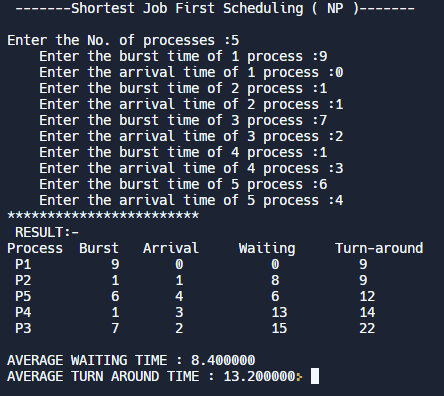 -------Shortest Job First Scheduling ( NP )-------
Enter the No. of processes :5
Enter the burst time of 1 process :9
Enter the arrival time of 1 process :0
Enter the burst time of 2 process :1
Enter the arrival time of 2 process :1
Enter the burst time of 3 process :7
Enter the arrival time of 3 process :2
Enter the burst time of 4 process :1
Enter the arrival time of 4 process :3
Enter the burst time of 5 process :6
Enter the arrival time of 5 process :4
************************
RESULT:-
Process Burst Arrival Waiting Turn-around
P1 9 0 0 9
P2 1 1 8 9
P5 6 4 6 12
P4 1 3 13 14
P3 7 2 15 22
AVERAGE WAITING TIME : 8.400000
AVERAGE TURN AROUND TIME : 13.200000